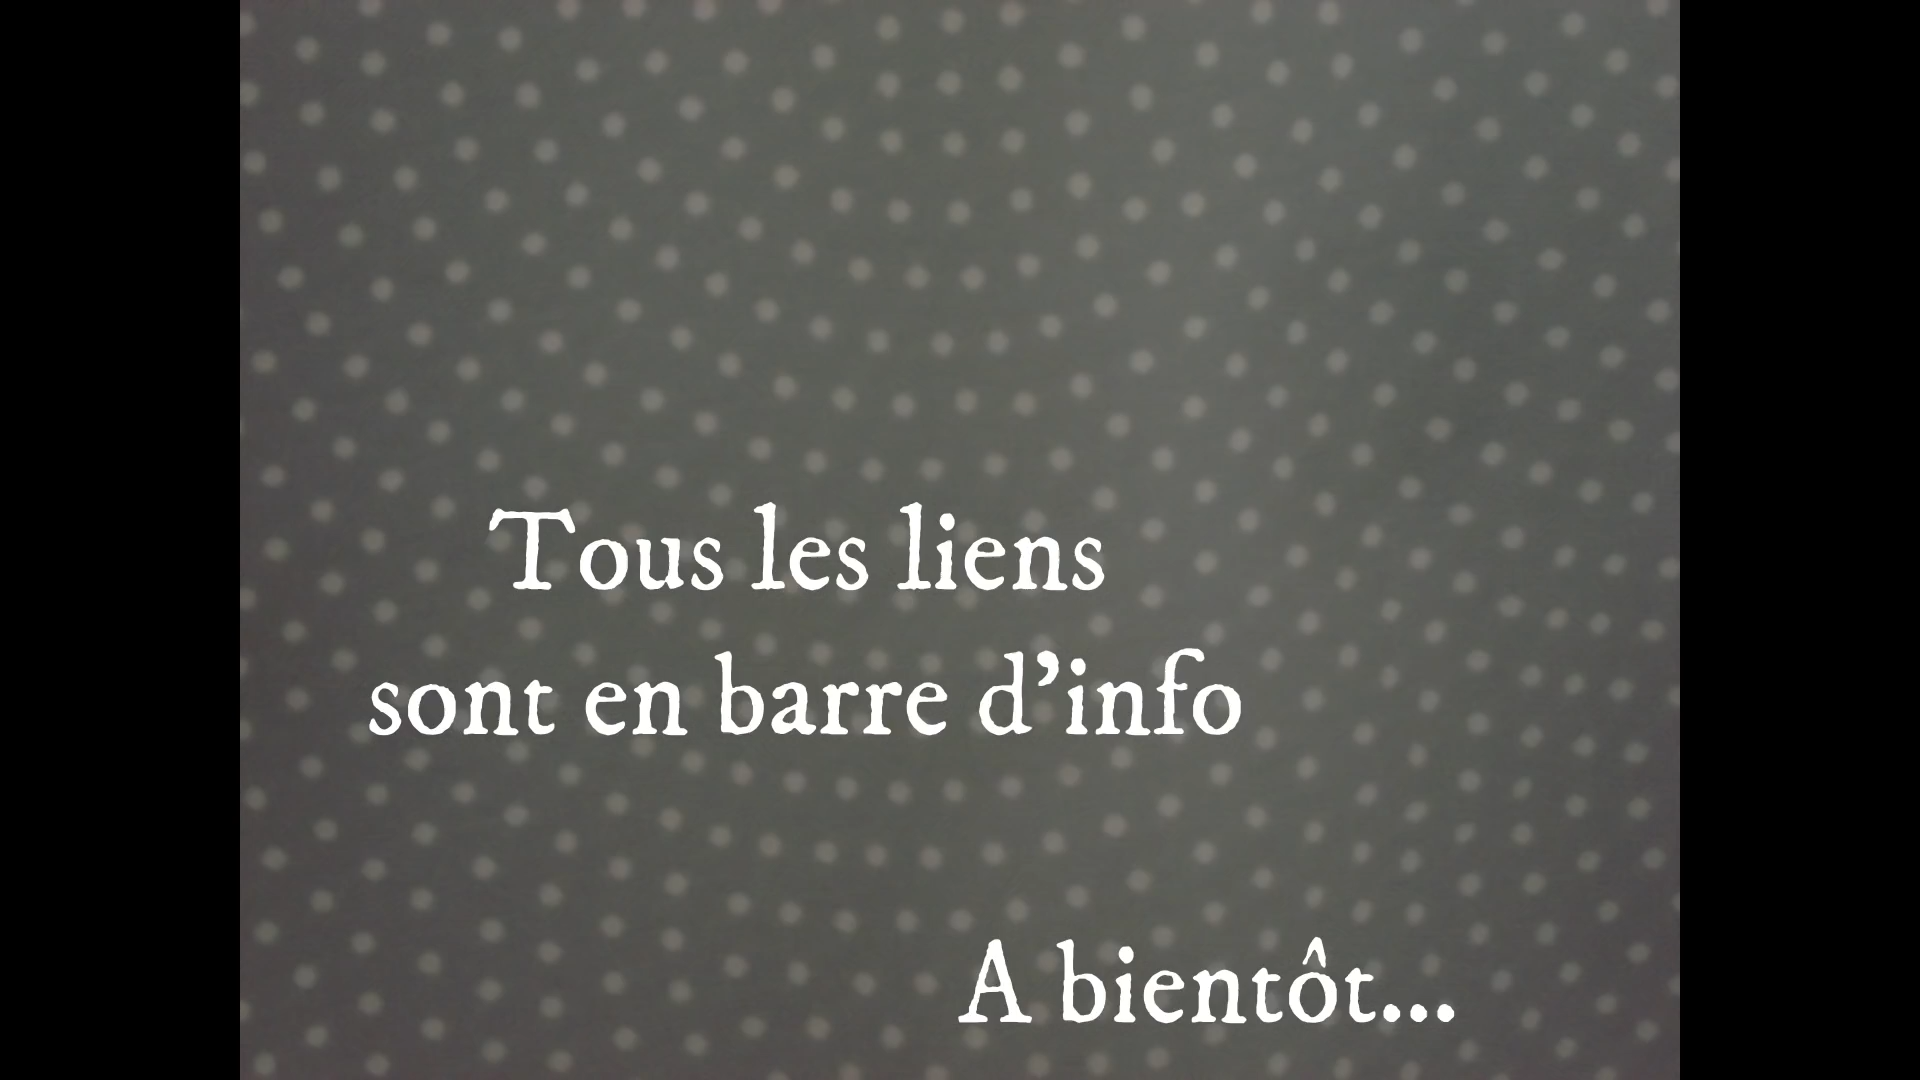 Tous les liens
sont en barre d’info
A bientôt...